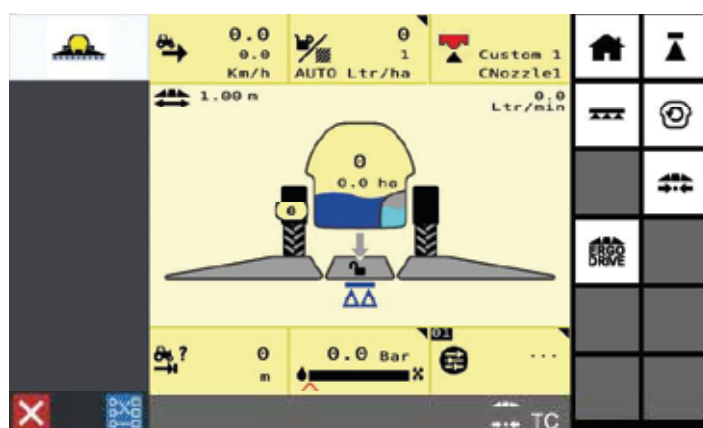 0.0
0.0
Km/h
0
1
AUTO Ltr/ha
Custom 1
CNozzle1
1.00 m
0.0
Ltr/min
0
0.0 ha
0
ERGO
DRIVE
?
0
m
0.0 Bar
01
...
TC